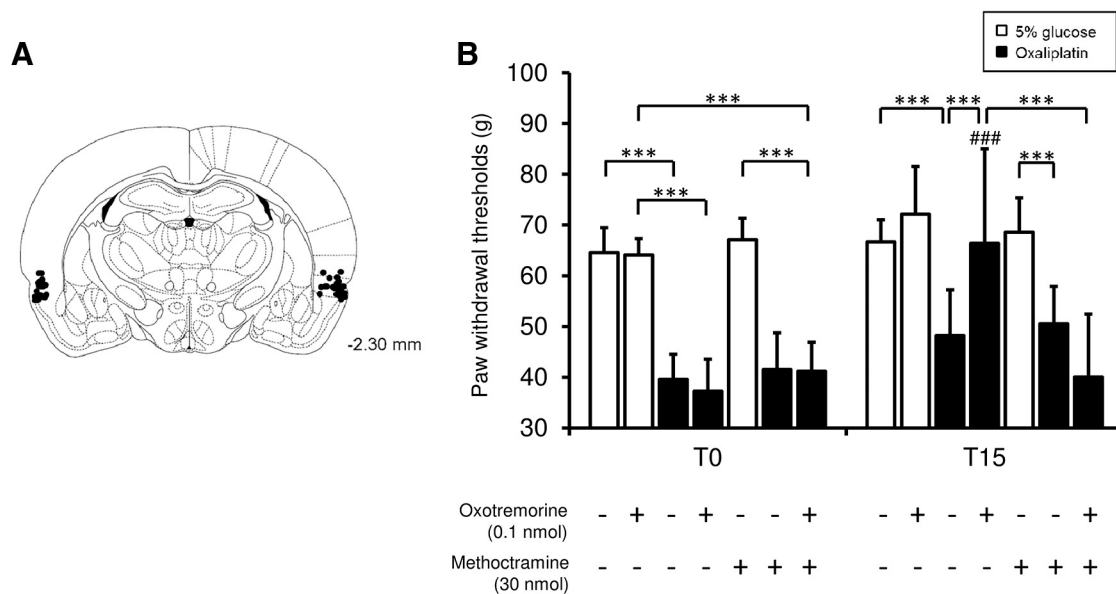 A
-2.30 mm
B
5% glucose
Oxaliplatin
Paw withdrawal thresholds (g)
100
90
80
70
60
50
40
30
***
***
***
***
***
***
***
###
***
T0
T15
Oxotremorine
(0.1 nmol)
- + - + - - + - + - + - - +
Methoctramine
(30 nmol)
- - - - + + + - - - - + + +